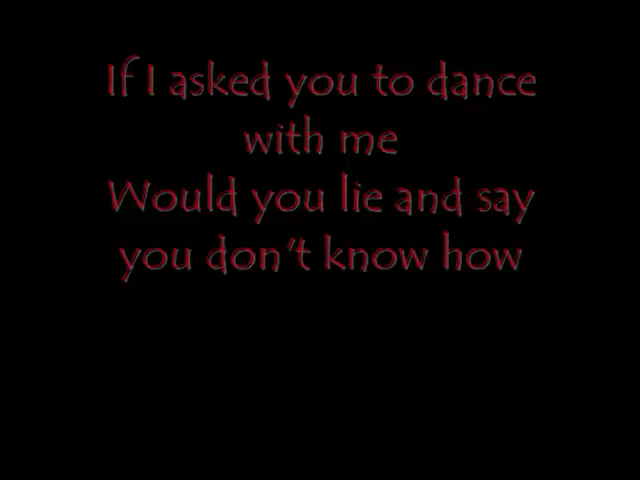 If I asked you to dance
with me
Would you lie and say
you don't know how